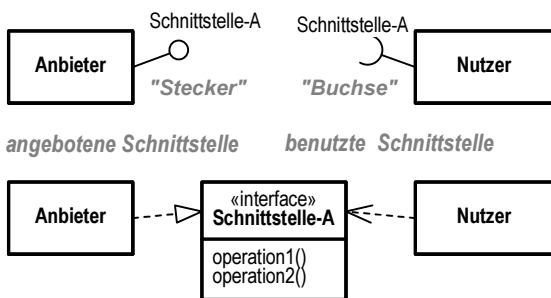 Schnittstelle-A
Schnittstelle-A
Anbieter
Nutzer
"Stecker"
"Buchse"
angebotene Schnittstelle
benutzte Schnittstelle
Anbieter
«interface»
Schnittstelle-A
Nutzer
operation1()
operation2()